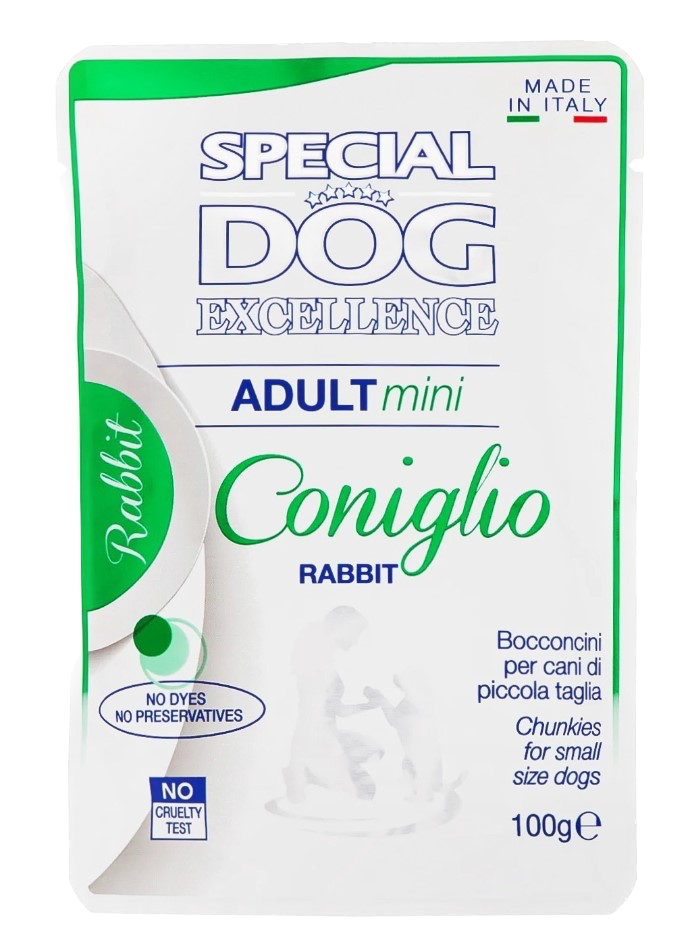 MADE
IN ITALY
SPECIAL
DOG
EXCELLENCE
ADULT mini
Coniglio
RABBIT
Rabbit
Bocconcini
per cani di
piccola taglia
Chunkies
for small
size dogs
100g℮
NO DYES
NO PRESERVATIVES
NO
CRUELTY
TEST